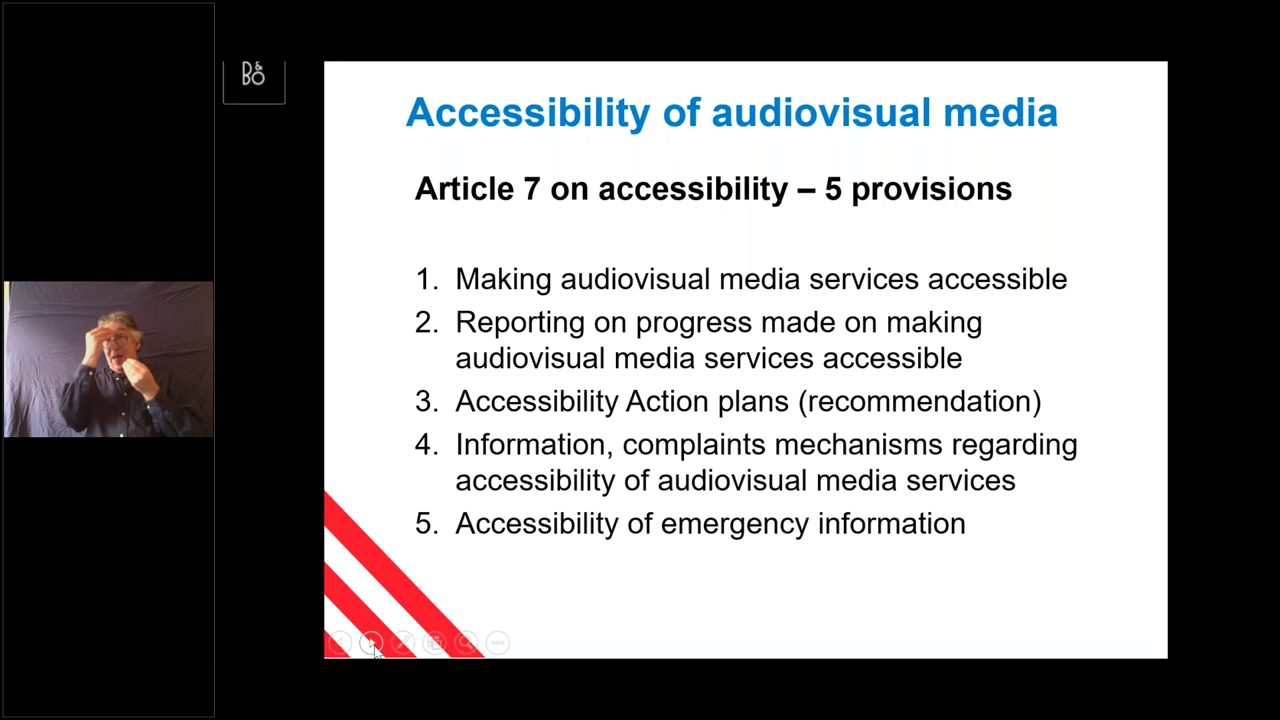 B&
BO
Accessibility of audiovisual media
Article 7 on accessibility – 5 provisions
1. Making audiovisual media services accessible
2. Reporting on progress made on making
audiovisual media services accessible
3. Accessibility Action plans (recommendation)
4. Information, complaints mechanisms regarding
accessibility of audiovisual media services
5. Accessibility of emergency information